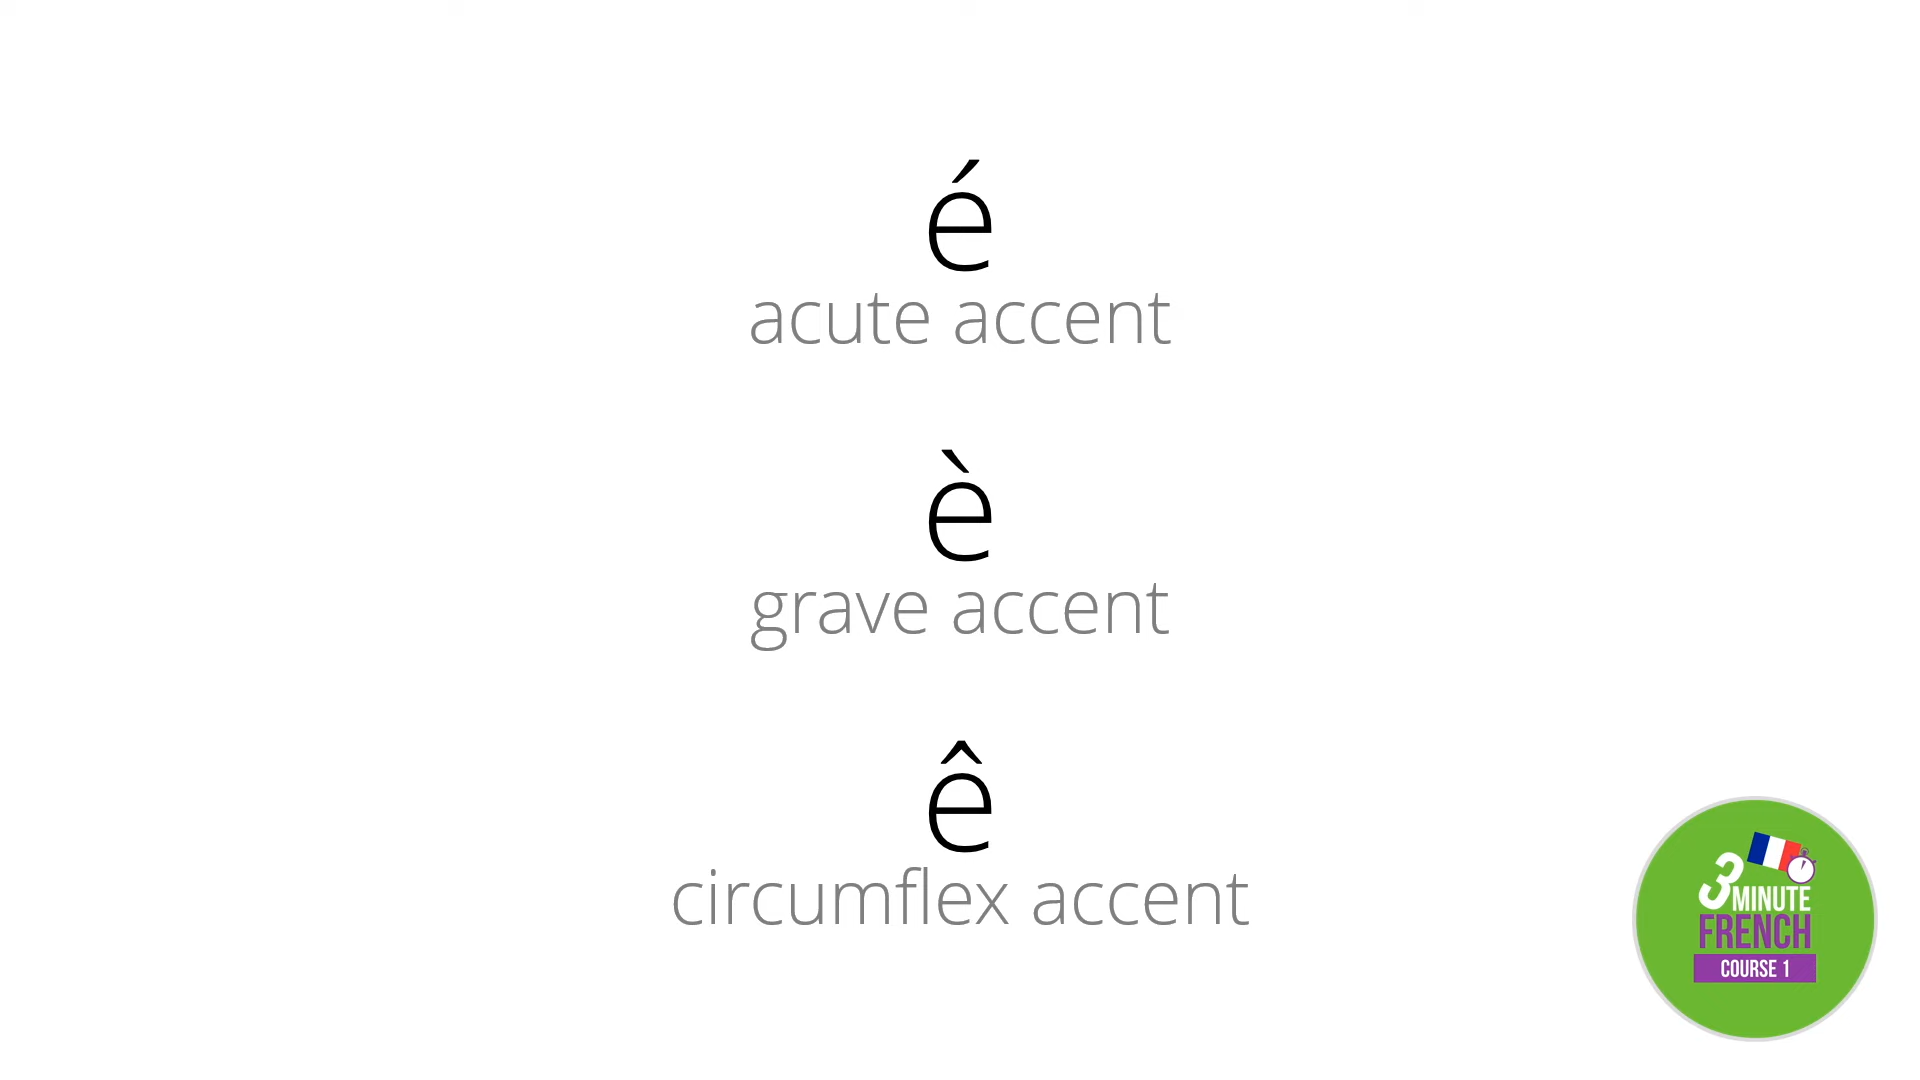 é
acute accent
è
grave accent
ê
circumflex accent
3 MINUTE
FRENCH
COURSE 1